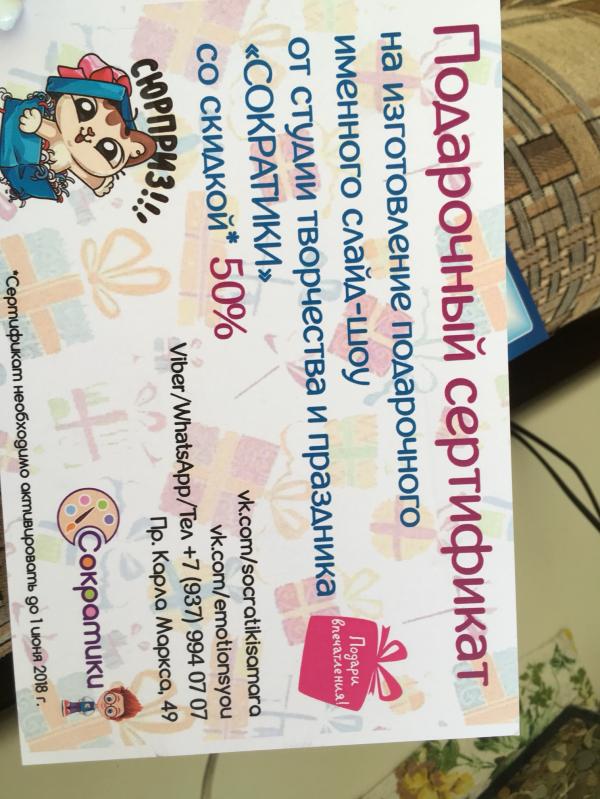 Подарочный сертификат
на изготовление подарочного
именного слайд-шоу
от студии творчества и праздника
«СОКРАТИКИ»
со скидкой* 50%
СЮРПРИЗ!!!
Подари
впечатления!
vk.com/socratikisamara
vk.com/emotionsyou
Viber/WhatsApp/Тел +7 (937) 994 07 07
Пр. Карла Маркса, 49
Сократики
*Сертификат необходимо активировать до 1 июня 2018 г.